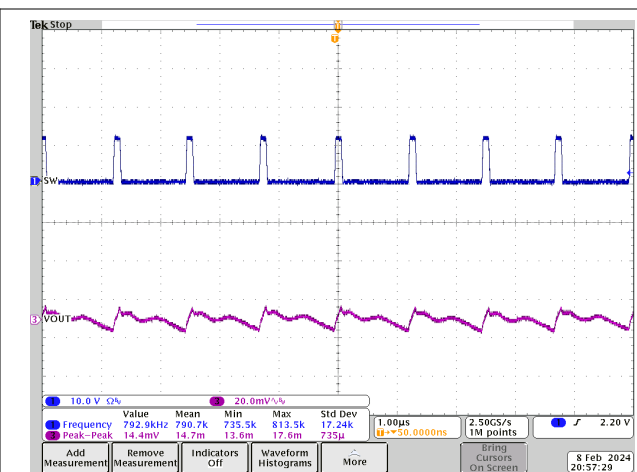 Tek Stop
1
T
1 SW
3 VOUT
1 10.0 V Ω 3 20.0mV
Value Mean Min Max Std Dev
1 Frequency 792.9kHz 790.7k 735.5k 813.5k 17.24k
3 Peak-Peak 14.4mV 14.7m 13.6m 17.6m 735µ
1.00µs
T→▼50.0000ns
2.50GS/s
1M points
1 2.20 V
Add Measurement
Remove Measurement
Indicators
Off
Waveform Histograms
More
Bring
Cursors
On Screen
8 Feb 2024
20:57:29